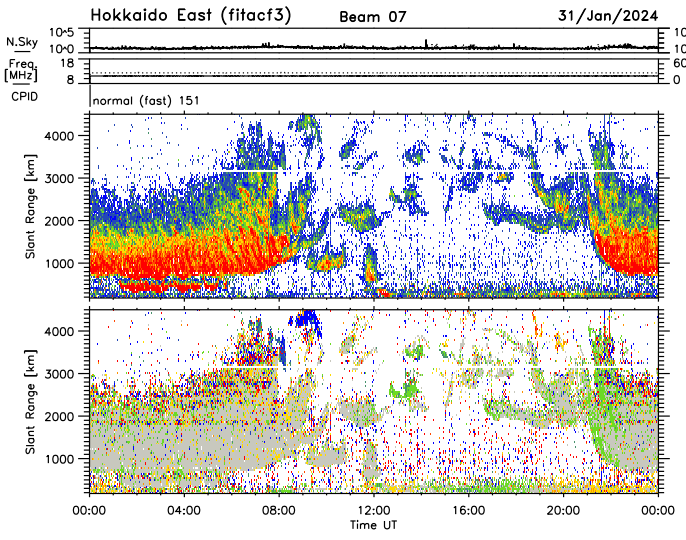 Hokkaido East (fitacf3) Beam 07 31/Jan/2024
N.Sky 10^5 10^0
Freq. [MHz] 18 8 60 0
CPID normal (fast) 151
Slant Range [km] 4000 3000 2000 1000
Slant Range [km] 4000 3000 2000 1000
00:00 04:00 08:00 12:00 16:00 20:00 00:00
Time UT